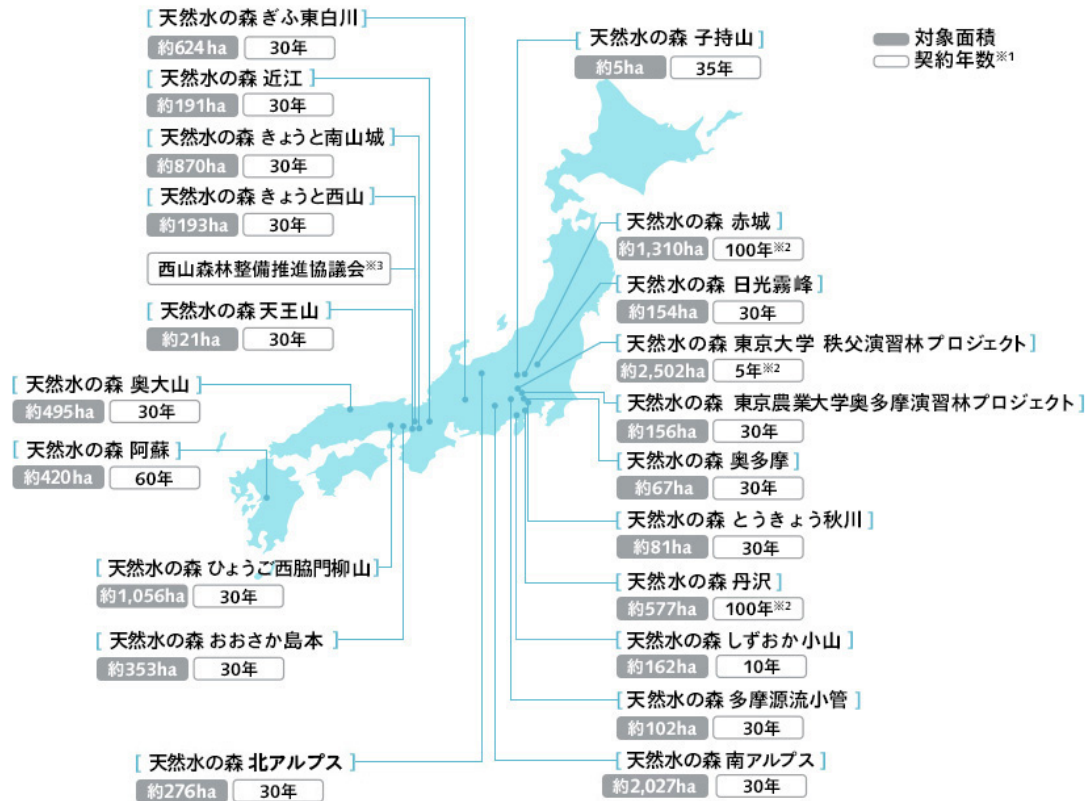 [ 天然水の森 ぎふ東白川 ]
約624ha 30年
[ 天然水の森 近江 ]
約191ha 30年
[ 天然水の森 きょうと南山城 ]
約870ha 30年
[ 天然水の森 きょうと西山 ]
約193ha 30年
西山森林整備推進協議会※3
[ 天然水の森 天王山 ]
約21ha 30年
[ 天然水の森 奥大山 ]
約495ha 30年
[ 天然水の森 阿蘇 ]
約420ha 60年
[ 天然水の森 ひょうご西脇門柳山 ]
約1,056ha 30年
[ 天然水の森 おおさか島本 ]
約353ha 30年
[ 天然水の森 北アルプス ]
約276ha 30年
[ 天然水の森 子持山 ]
約5ha 35年
対象面積
契約年数※1
[ 天然水の森 赤城 ]
約1,310ha 100年※2
[ 天然水の森 日光霧峰 ]
約154ha 30年
[ 天然水の森 東京大学 秩父演習林プロジェクト ]
約2,502ha 5年※2
[ 天然水の森 東京農業大学奥多摩演習林プロジェクト ]
約156ha 30年
[ 天然水の森 奥多摩 ]
約67ha 30年
[ 天然水の森 とうきょう秋川 ]
約81ha 30年
[ 天然水の森 丹沢 ]
約577ha 100年※2
[ 天然水の森 しずおか小山 ]
約162ha 10年
[ 天然水の森 多摩源流小菅 ]
約102ha 30年
[ 天然水の森 南アルプス ]
約2,027ha 30年